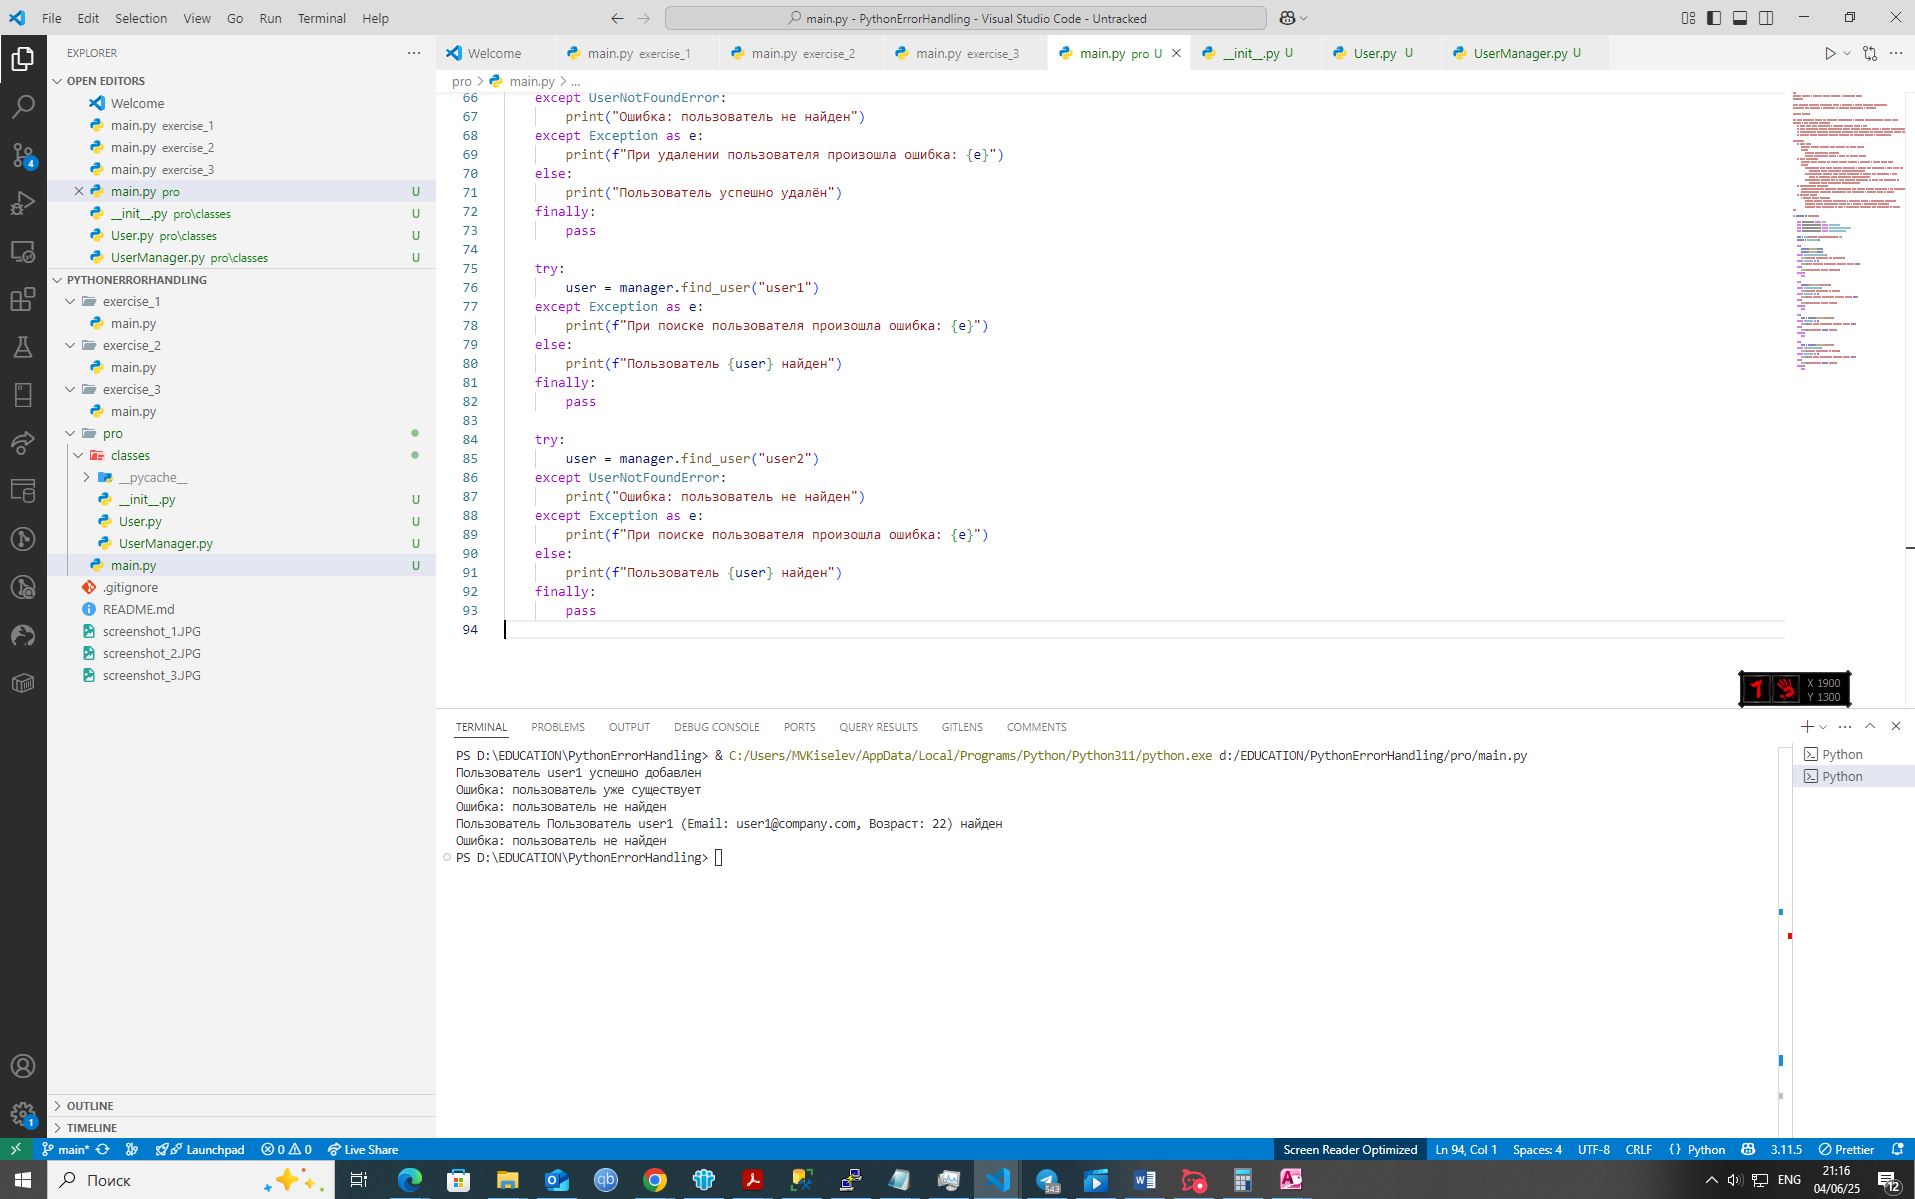 File Edit Selection View Go Run Terminal Help
main.py - PythonErrorHandling - Visual Studio Code - Untracked
EXPLORER
OPEN EDITORS
Welcome
main.py exercise_1
main.py exercise_2
main.py exercise_3
main.py pro U
__init__.py pro\classes U
User.py pro\classes U
UserManager.py pro\classes U
PYTHONERRORHANDLING
exercise_1
main.py
exercise_2
main.py
exercise_3
main.py
pro
classes
__pycache__
__init__.py U
User.py U
UserManager.py U
main.py U
.gitignore
README.md
screenshot_1.JPG
screenshot_2.JPG
screenshot_3.JPG
OUTLINE
TIMELINE
4
1
Welcome main.py exercise_1 main.py exercise_2 main.py exercise_3 main.py pro U __init__.py U User.py U UserManager.py U
pro > main.py > ...
66 except UserNotFoundError:
67 print("Ошибка: пользователь не найден")
68 except Exception as e:
69 print(f"При удалении пользователя произошла ошибка: {e}")
70 else:
71 print("Пользователь успешно удалён")
72 finally:
73 pass
74
75 try:
76 user = manager.find_user("user1")
77 except Exception as e:
78 print(f"При поиске пользователя произошла ошибка: {e}")
79 else:
80 print(f"Пользователь {user} найден")
81 finally:
82 pass
83
84 try:
85 user = manager.find_user("user2")
86 except UserNotFoundError:
87 print("Ошибка: пользователь не найден")
88 except Exception as e:
89 print(f"При поиске пользователя произошла ошибка: {e}")
90 else:
91 print(f"Пользователь {user} найден")
92 finally:
93 pass
94
X 1900
Y 1300
TERMINAL PROBLEMS OUTPUT DEBUG CONSOLE PORTS QUERY RESULTS GITLENS COMMENTS
PS D:\EDUCATION\PythonErrorHandling> & C:/Users/MVKiselev/AppData/Local/Programs/Python/Python311/python.exe d:/EDUCATION/PythonErrorHandling/pro/main.py
Пользователь user1 успешно добавлен
Ошибка: пользователь уже существует
Ошибка: пользователь не найден
Пользователь Пользователь user1 (Email: user1@company.com, Возраст: 22) найден
Ошибка: пользователь не найден
PS D:\EDUCATION\PythonErrorHandling>
Python
Python
main* Launchpad 0 0 Live Share Screen Reader Optimized Ln 94, Col 1 Spaces: 4 UTF-8 CRLF {} Python 3.11.5 Prettier
Поиск
543
ENG
21:16
04/06/25
12